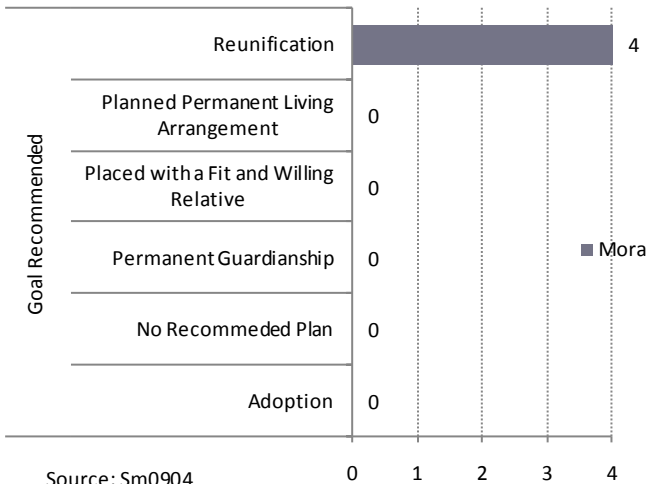 Goal Recommended
Reunification
4
Planned Permanent Living
Arrangement
0
Placed with a Fit and Willing
Relative
0
Permanent Guardianship
0
Mora
No Recommeded Plan
0
Adoption
0
0 1 2 3 4
Source: Sm0904